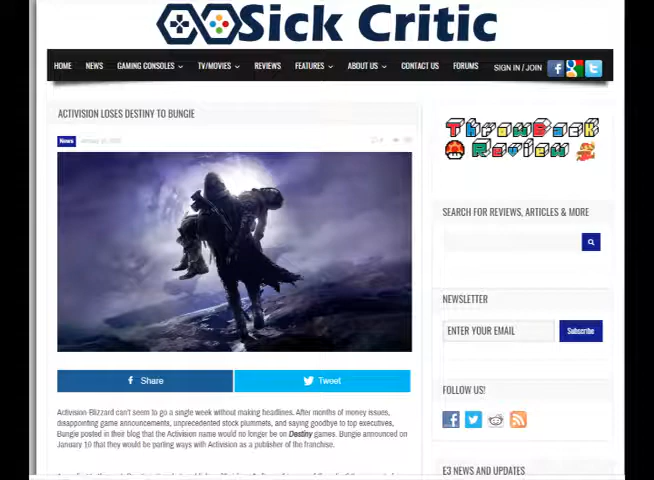 Sick Critic
HOME NEWS GAMING CONSOLES TV/MOVIES REVIEWS FEATURES ABOUT US CONTACT US FORUMS SIGN IN / JOIN
ACTIVISION LOSES DESTINY TO BUNGIE
News
ThrowBack
Review
SEARCH FOR REVIEWS, ARTICLES & MORE
NEWSLETTER
ENTER YOUR EMAIL Subscribe
Share Tweet
FOLLOW US!
Activision-Blizzard can't seem to go a single week without making headlines. After months of money issues,
disappointing game announcements, unprecedented stock plummets, and saying goodbye to top executives,
Bungie posted in their blog that the Activision name would no longer be on Destiny games. Bungie announced on
January 10 that they would be parting ways with Activision as a publisher of the franchise.
E3 NEWS AND UPDATES